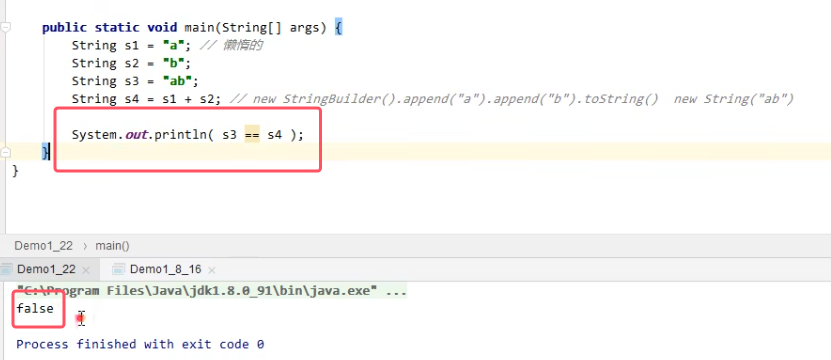 public static void main(String[] args) {
String s1 = "a"; // 懒惰的
String s2 = "b";
String s3 = "ab";
String s4 = s1 + s2; // new StringBuilder().append("a").append("b").toString()  new String("ab")
System.out.println( s3 == s4 );
}
}
Demo1_22 › main()
Demo1_22 × Demo1_8_16 ×
"C:\Program Files\Java\jdk1.8.0_91\bin\java.exe" ...
false
Process finished with exit code 0